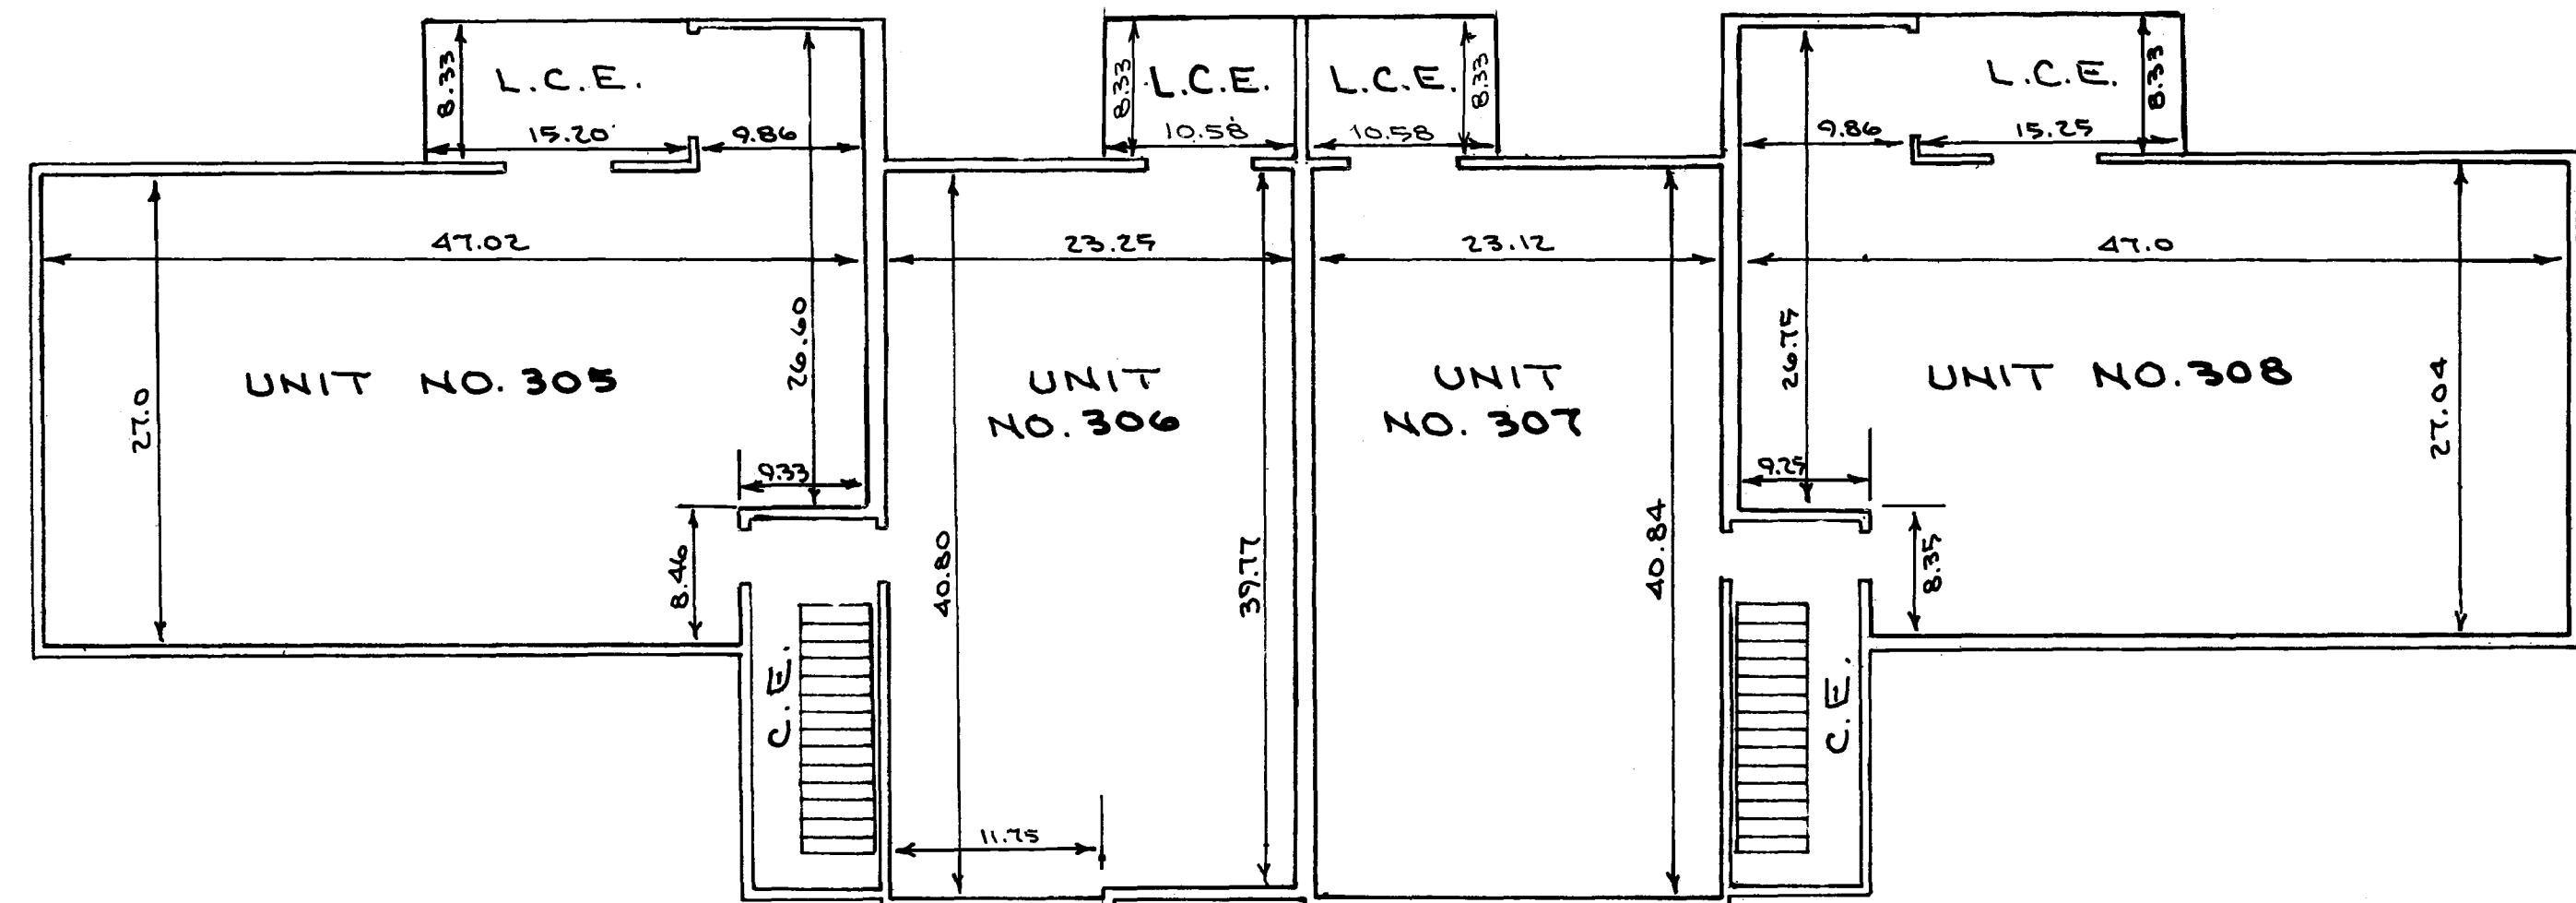 8.33
L.C.E.
15.20
9.86
8.33
L.C.E.
10.58
L.C.E.
8.33
10.58
9.86
L.C.E.
15.25
8.33
47.02
23.25
23.12
47.0
27.0
26.60
UNIT NO. 305
UNIT
NO. 306
UNIT
NO. 307
26.75
UNIT NO. 308
27.04
9.33
9.25
8.46
40.80
39.77
40.84
8.35
C.E.
C.E.
11.75